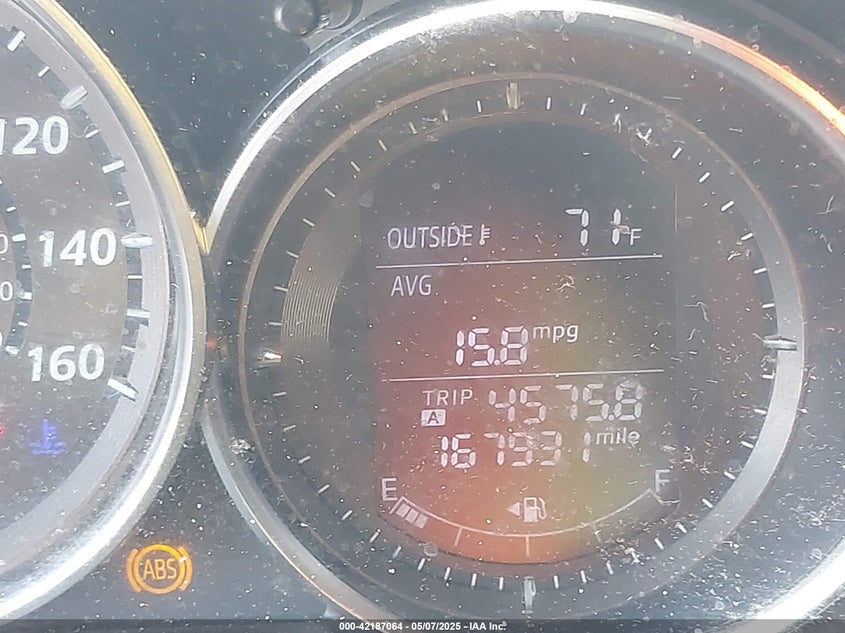 120
140
160
OUTSIDE 71F
AVG
15.8 mpg
TRIP A 4575.8
167931 mile
E F
ABS
000-42187064 - 05/07/2025 - IAA Inc.